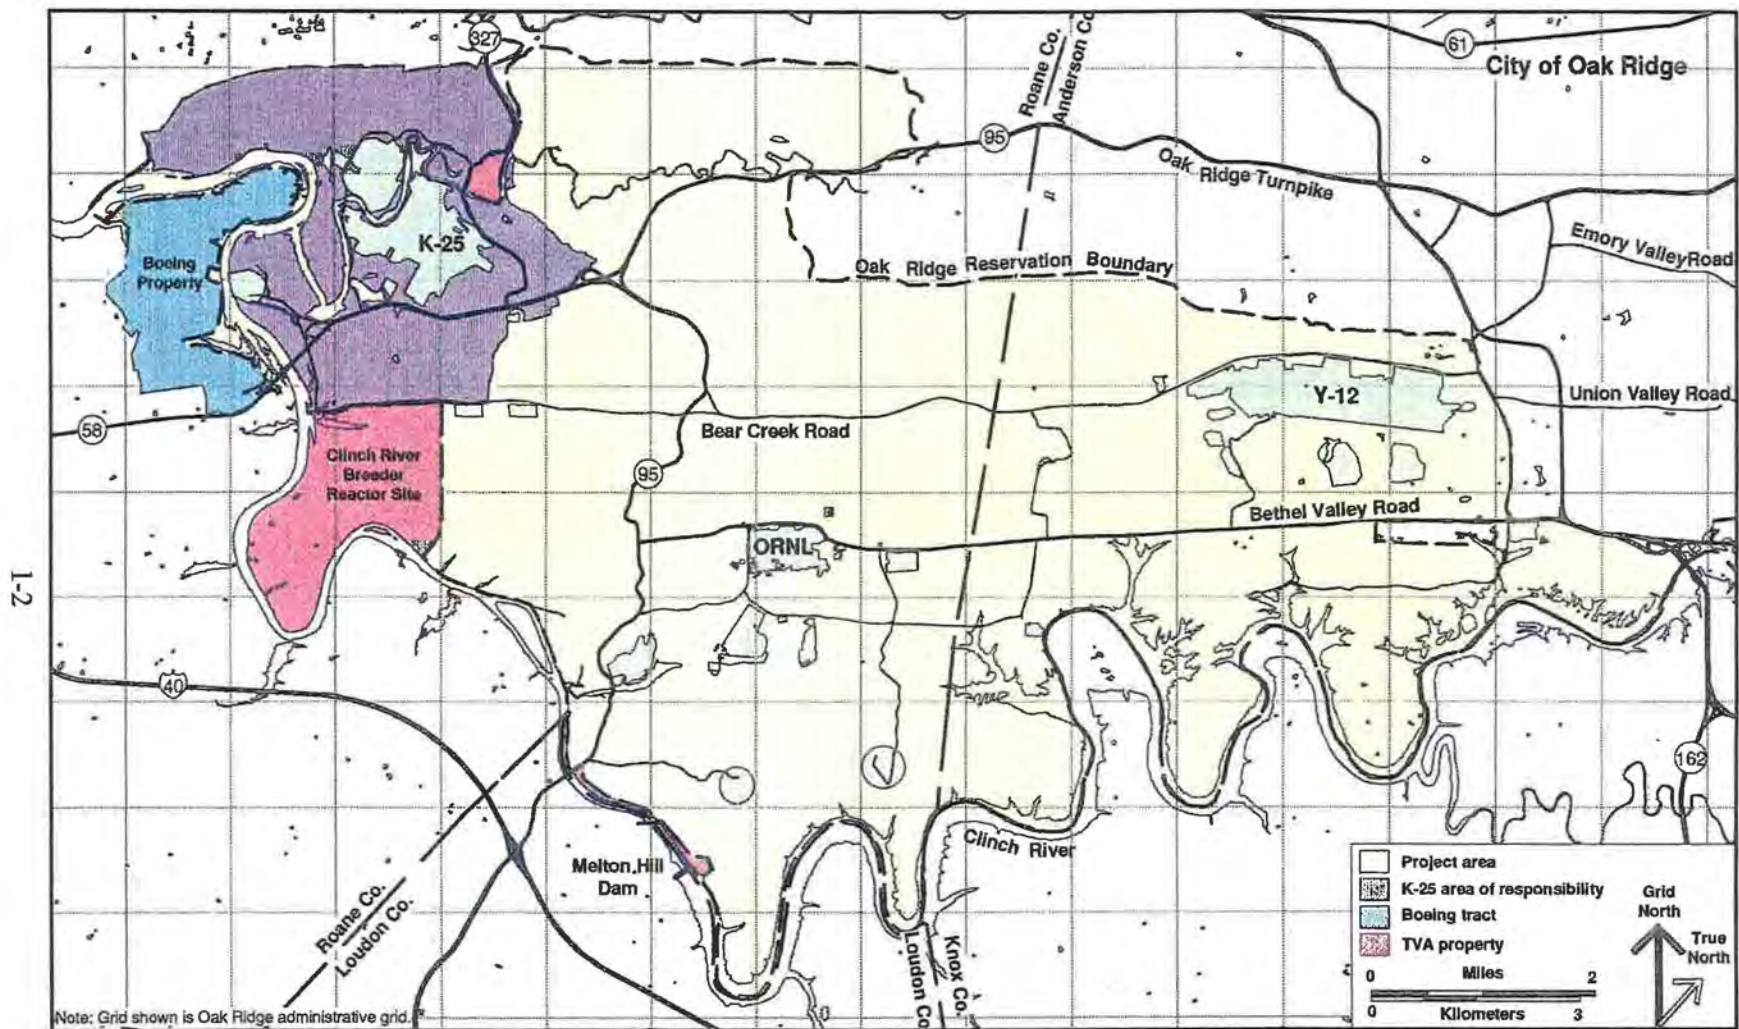 327
61
City of Oak Ridge
Roane Co.
Anderson Co
95
Oak Ridge Turnpike
K-25
Emory Valley Road
Boeing
Property
Oak Ridge Reservation Boundary
Y-12
Union Valley Road
58
Bear Creek Road
Clinch River
Breeder
Reactor Site
95
Bethel Valley Road
ORNL
1-2
40
162
Clinch River
Melton Hill
Dam
Roane Co.
Loudon Co.
Loudon Co
Knox Co.
Project area
K-25 area of responsibility
Boeing tract
TVA property
Grid
North
True
North
0 Miles 2
0 Kilometers 3
Note: Grid shown is Oak Ridge administrative grid.